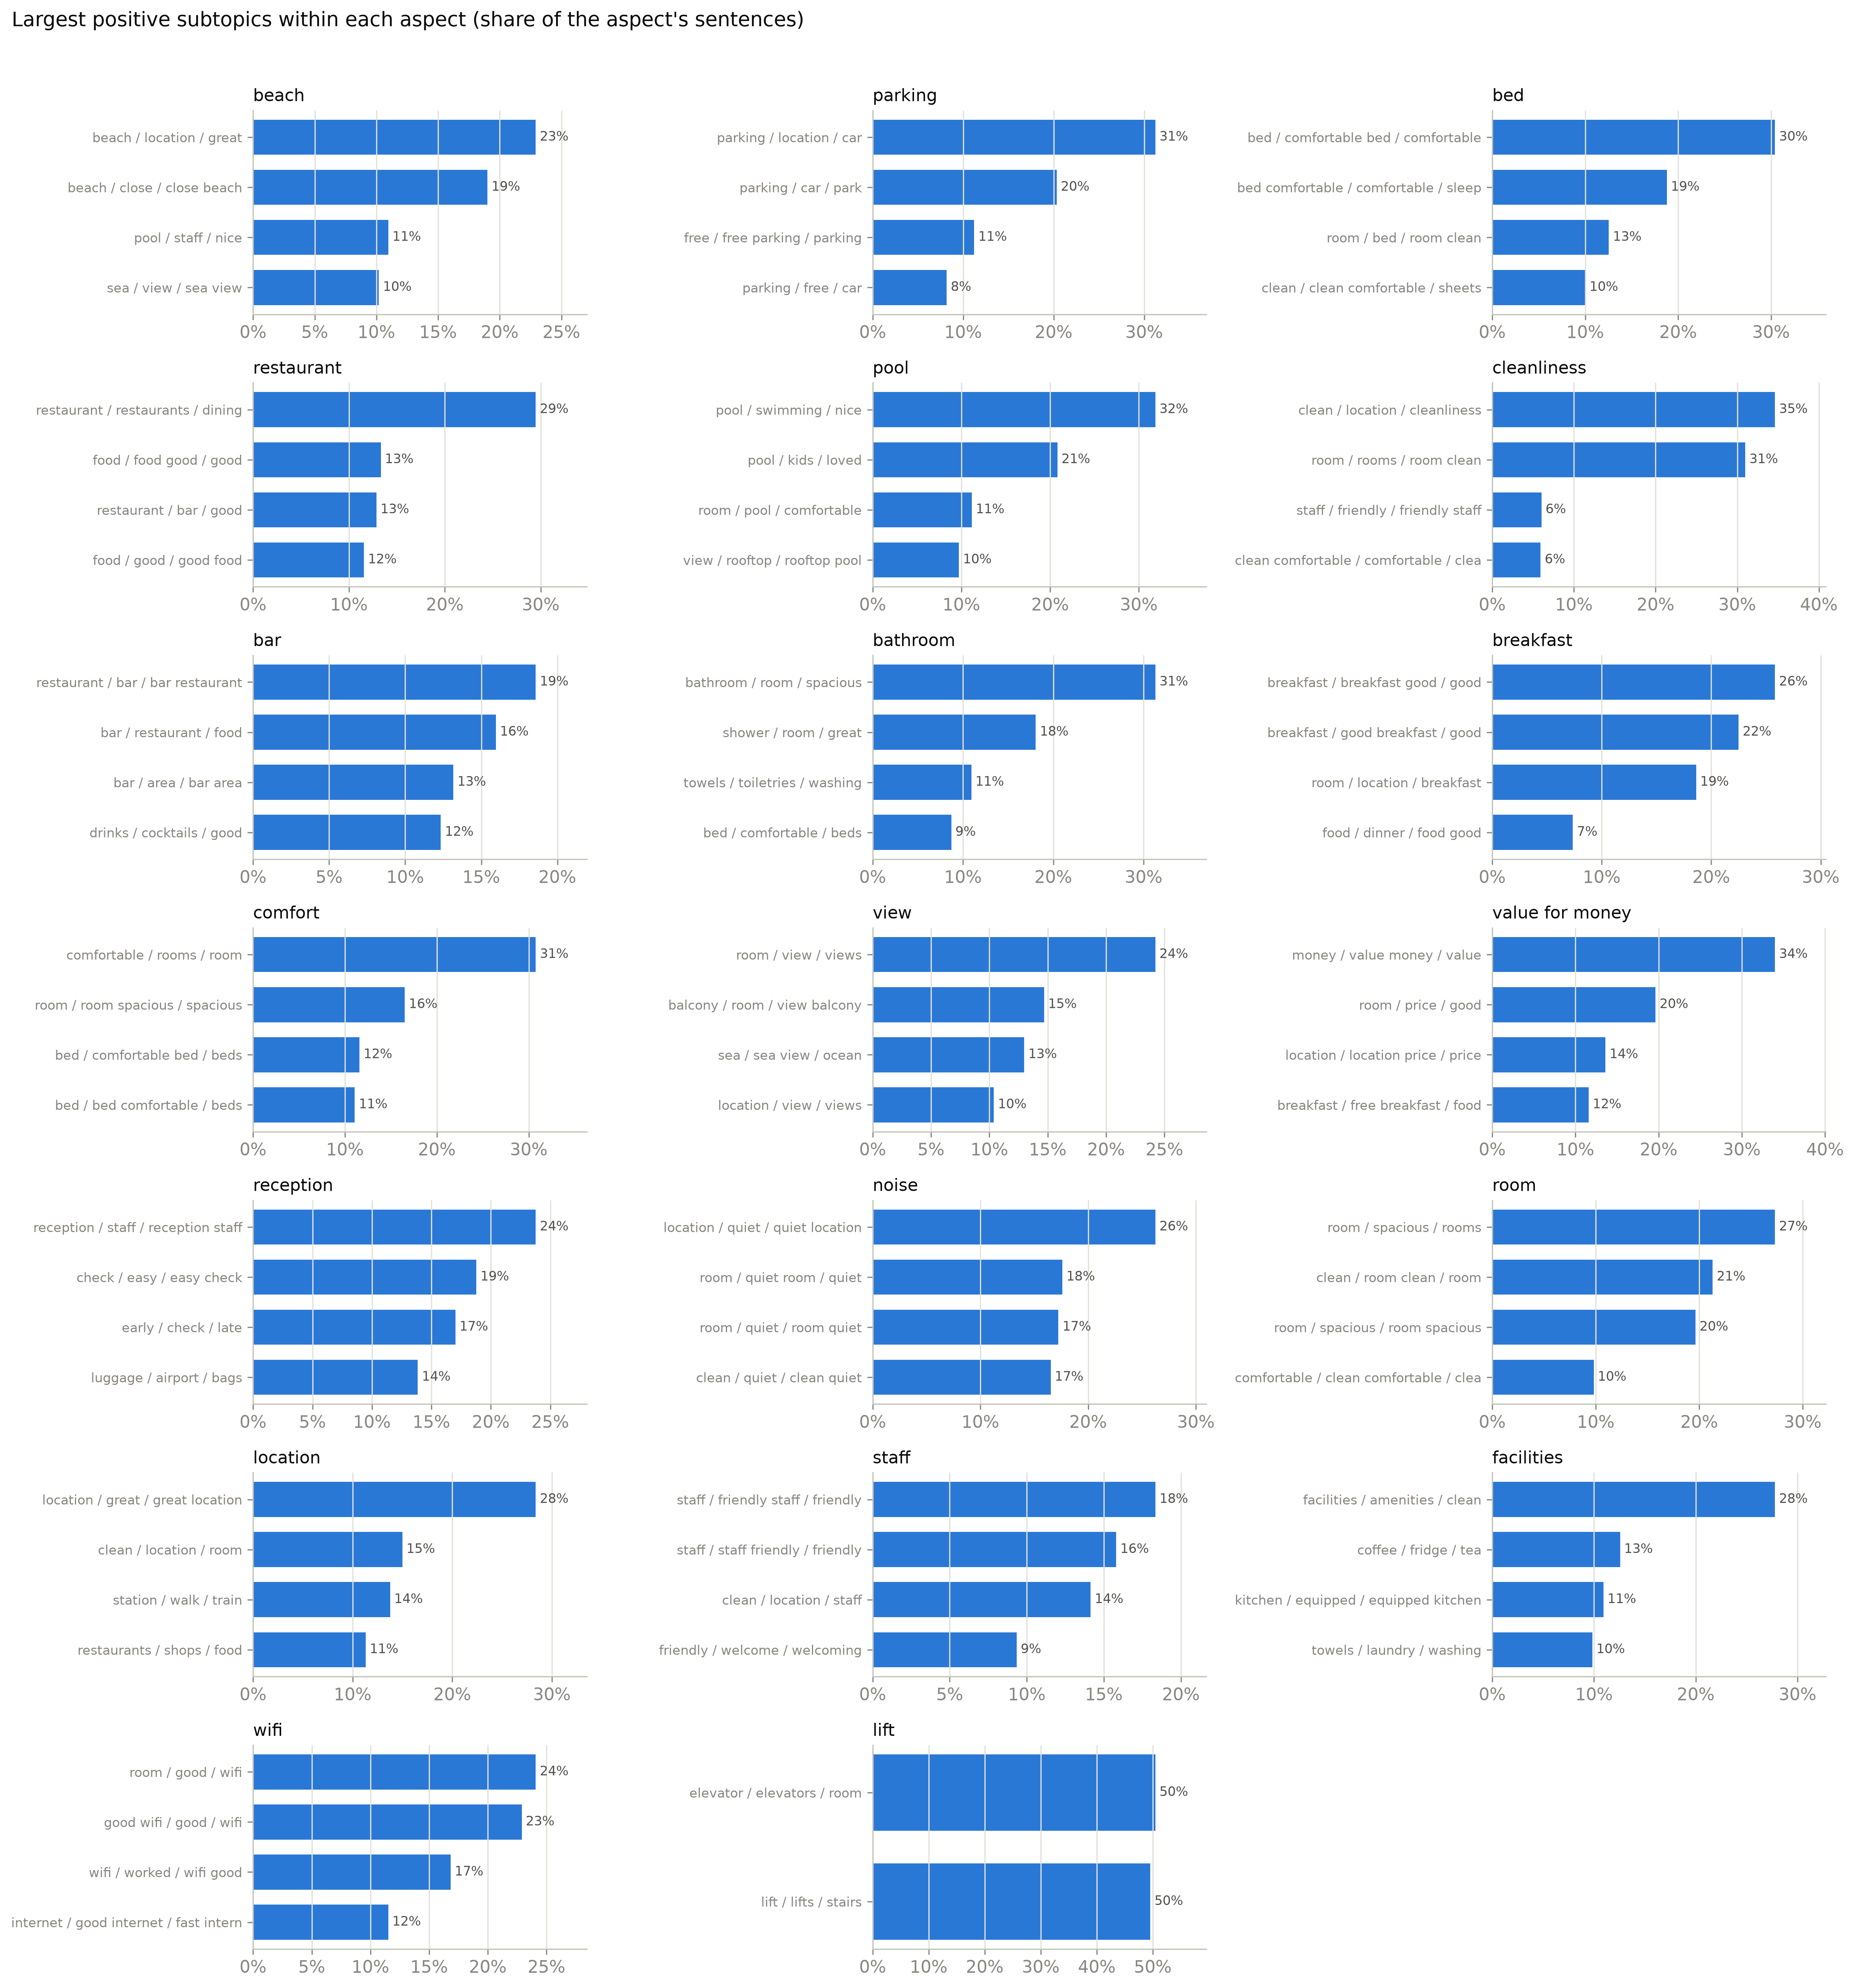 Largest positive subtopics within each aspect (share of the aspect's sentences)
beach
beach / location / great 23%
beach / close / close beach 19%
pool / staff / nice 11%
sea / view / sea view 10%
0% 5% 10% 15% 20% 25%
parking
parking / location / car 31%
parking / car / park 20%
free / free parking / parking 11%
parking / free / car 8%
0% 10% 20% 30%
bed
bed / comfortable bed / comfortable 30%
bed comfortable / comfortable / sleep 19%
room / bed / room clean 13%
clean / clean comfortable / sheets 10%
0% 10% 20% 30%
restaurant
restaurant / restaurants / dining 29%
food / food good / good 13%
restaurant / bar / good 13%
food / good / good food 12%
0% 10% 20% 30%
pool
pool / swimming / nice 32%
pool / kids / loved 21%
room / pool / comfortable 11%
view / rooftop / rooftop pool 10%
0% 10% 20% 30%
cleanliness
clean / location / cleanliness 35%
room / rooms / room clean 31%
staff / friendly / friendly staff 6%
clean comfortable / comfortable / clea 6%
0% 10% 20% 30% 40%
bar
restaurant / bar / bar restaurant 19%
bar / restaurant / food 16%
bar / area / bar area 13%
drinks / cocktails / good 12%
0% 5% 10% 15% 20%
bathroom
bathroom / room / spacious 31%
shower / room / great 18%
towels / toiletries / washing 11%
bed / comfortable / beds 9%
0% 10% 20% 30%
breakfast
breakfast / breakfast good / good 26%
breakfast / good breakfast / good 22%
room / location / breakfast 19%
food / dinner / food good 7%
0% 10% 20% 30%
comfort
comfortable / rooms / room 31%
room / room spacious / spacious 16%
bed / comfortable bed / beds 12%
bed / bed comfortable / beds 11%
0% 10% 20% 30%
view
room / view / views 24%
balcony / room / view balcony 15%
sea / sea view / ocean 13%
location / view / views 10%
0% 5% 10% 15% 20% 25%
value for money
money / value money / value 34%
room / price / good 20%
location / location price / price 14%
breakfast / free breakfast / food 12%
0% 10% 20% 30% 40%
reception
reception / staff / reception staff 24%
check / easy / easy check 19%
early / check / late 17%
luggage / airport / bags 14%
0% 5% 10% 15% 20% 25%
noise
location / quiet / quiet location 26%
room / quiet room / quiet 18%
room / quiet / room quiet 17%
clean / quiet / clean quiet 17%
0% 10% 20% 30%
room
room / spacious / rooms 27%
clean / room clean / room 21%
room / spacious / room spacious 20%
comfortable / clean comfortable / clea 10%
0% 10% 20% 30%
location
location / great / great location 28%
clean / location / room 15%
station / walk / train 14%
restaurants / shops / food 11%
0% 10% 20% 30%
staff
staff / friendly staff / friendly 18%
staff / staff friendly / friendly 16%
clean / location / staff 14%
friendly / welcome / welcoming 9%
0% 5% 10% 15% 20%
facilities
facilities / amenities / clean 28%
coffee / fridge / tea 13%
kitchen / equipped / equipped kitchen 11%
towels / laundry / washing 10%
0% 10% 20% 30%
wifi
room / good / wifi 24%
good wifi / good / wifi 23%
wifi / worked / wifi good 17%
internet / good internet / fast intern 12%
0% 5% 10% 15% 20% 25%
lift
elevator / elevators / room 50%
lift / lifts / stairs 50%
0% 10% 20% 30% 40% 50%